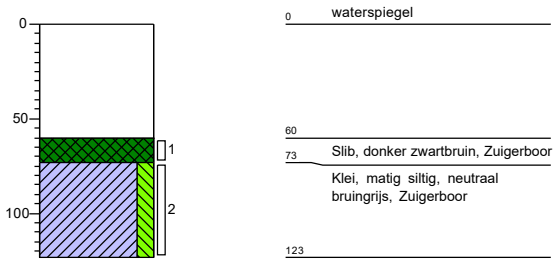 0
50
100
1
2
0
waterspiegel
60
Slib, donker zwartbruin, Zuigerboor
73
Klei, matig siltig, neutraal
bruingrijs, Zuigerboor
123